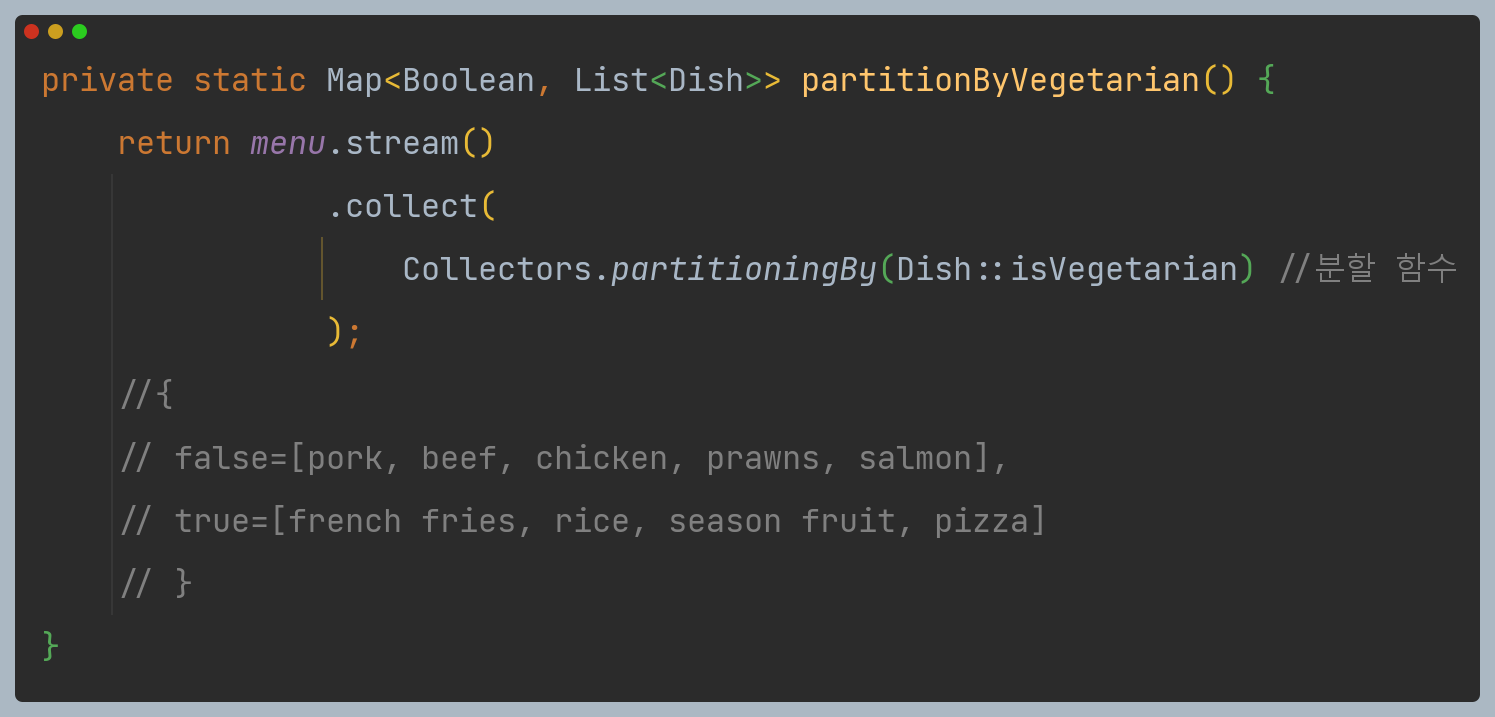 private static Map<Boolean, List<Dish>> partitionByVegetarian() {
    return menu.stream()
               .collect(
                   Collectors.partitioningBy(Dish::isVegetarian) //분할 함수
               );
    //{
    // false=[pork, beef, chicken, prawns, salmon],
    // true=[french fries, rice, season fruit, pizza]
    // }
}